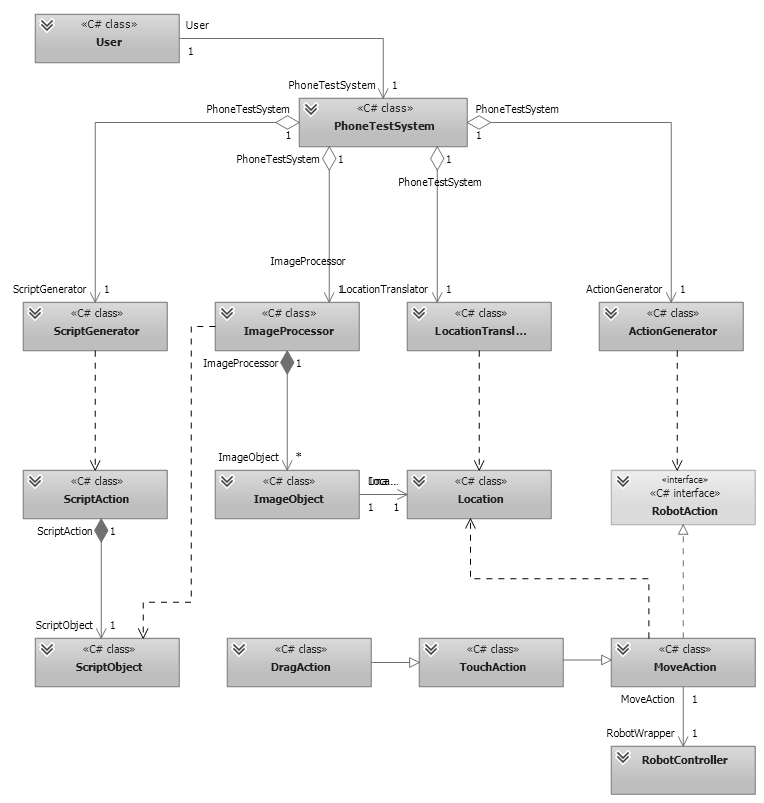 «C# class»
User
User
1
PhoneTestSystem
1
«C# class»
PhoneTestSystem
PhoneTestSystem
1
PhoneTestSystem
1
PhoneTestSystem
1
PhoneTestSystem
1
ScriptGenerator
1
ImageProcessor
1
LocationTranslator
1
ActionGenerator
1
«C# class»
ScriptGenerator
«C# class»
ImageProcessor
«C# class»
LocationTransl...
«C# class»
ActionGenerator
ImageProcessor
1
ImageObject
*
«C# class»
ScriptAction
«C# class»
ImageObject
1
1
«C# class»
Location
«interface»
«C# interface»
RobotAction
ScriptAction
1
ScriptObject
1
«C# class»
ScriptObject
«C# class»
DragAction
«C# class»
TouchAction
«C# class»
MoveAction
MoveAction
1
RobotWrapper
1
«C# class»
RobotController